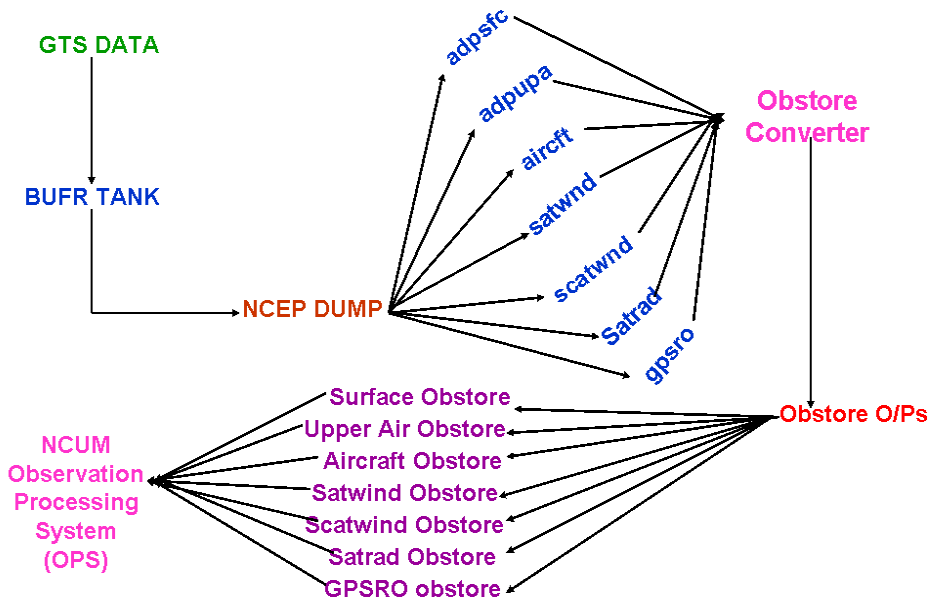 GTS DATA
BUFR TANK
NCEP DUMP
adpsfc
adpupa
aircft
satwnd
scatwnd
Satrad
gpsro
Obstore
Converter
Obstore O/Ps
Surface Obstore
Upper Air Obstore
Aircraft Obstore
Satwind Obstore
Scatwind Obstore
Satrad Obstore
GPSRO obstore
NCUM
Observation
Processing
System
(OPS)